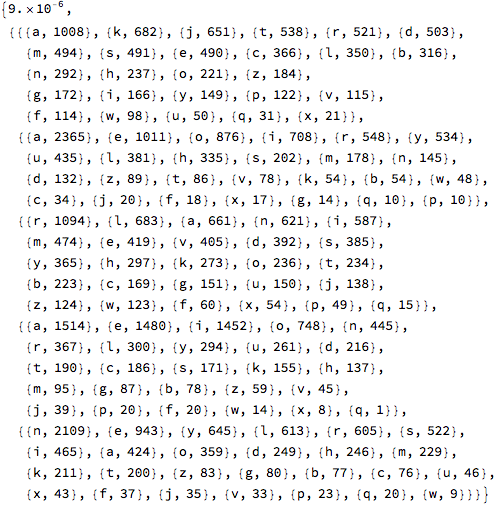 {9.×10^-6,
{{{a, 1008}, {k, 682}, {j, 651}, {t, 538}, {r, 521}, {d, 503},
{m, 494}, {s, 491}, {e, 490}, {c, 366}, {l, 350}, {b, 316},
{n, 292}, {h, 237}, {o, 221}, {z, 184},
{g, 172}, {i, 166}, {y, 149}, {p, 122}, {v, 115},
{f, 114}, {w, 98}, {u, 50}, {q, 31}, {x, 21}},
{{a, 2365}, {e, 1011}, {o, 876}, {i, 708}, {r, 548}, {y, 534},
{u, 435}, {l, 381}, {h, 335}, {s, 202}, {m, 178}, {n, 145},
{d, 132}, {z, 89}, {t, 86}, {v, 78}, {k, 54}, {b, 54}, {w, 48},
{c, 34}, {j, 20}, {f, 18}, {x, 17}, {g, 14}, {q, 10}, {p, 10}},
{{r, 1094}, {l, 683}, {a, 661}, {n, 621}, {i, 587},
{m, 474}, {e, 419}, {v, 405}, {d, 392}, {s, 385},
{y, 365}, {h, 297}, {k, 273}, {o, 236}, {t, 234},
{b, 223}, {c, 169}, {g, 151}, {u, 150}, {j, 138},
{z, 124}, {w, 123}, {f, 60}, {x, 54}, {p, 49}, {q, 15}},
{{a, 1514}, {e, 1480}, {i, 1452}, {o, 748}, {n, 445},
{r, 367}, {l, 300}, {y, 294}, {u, 261}, {d, 216},
{t, 190}, {c, 186}, {s, 171}, {k, 155}, {h, 137},
{m, 95}, {g, 87}, {b, 78}, {z, 59}, {v, 45},
{j, 39}, {p, 20}, {f, 20}, {w, 14}, {x, 8}, {q, 1}},
{{n, 2109}, {e, 943}, {y, 645}, {l, 613}, {r, 605}, {s, 522},
{i, 465}, {a, 424}, {o, 359}, {d, 249}, {h, 246}, {m, 229},
{k, 211}, {t, 200}, {z, 83}, {g, 80}, {b, 77}, {c, 76}, {u, 46},
{x, 43}, {f, 37}, {j, 35}, {v, 33}, {p, 23}, {q, 20}, {w, 9}}}}